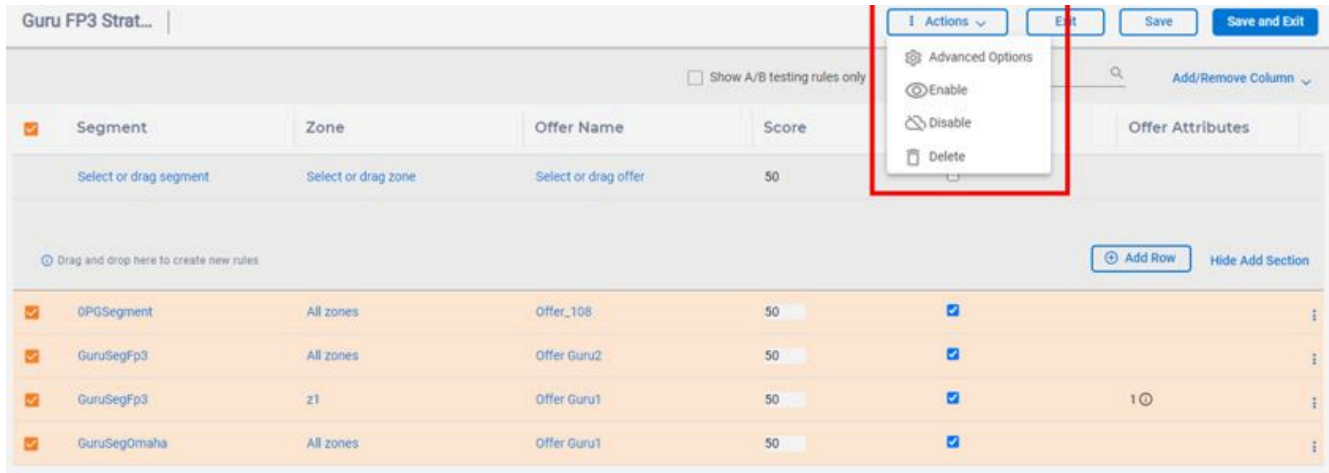 Guru FP3 Strat...
Actions
Exit
Save
Save and Exit
Advanced Options
Enable
Disable
Delete
Show A/B testing rules only
Add/Remove Column
Segment Zone Offer Name Score Offer Attributes
Select or drag segment Select or drag zone Select or drag offer 50
Drag and drop here to create new rules
Add Row
Hide Add Section
0PGSegment All zones Offer_108 50
GuruSegFp3 All zones Offer Guru2 50
GuruSegFp3 z1 Offer Guru1 50 1
GuruSegOmaha All zones Offer Guru1 50